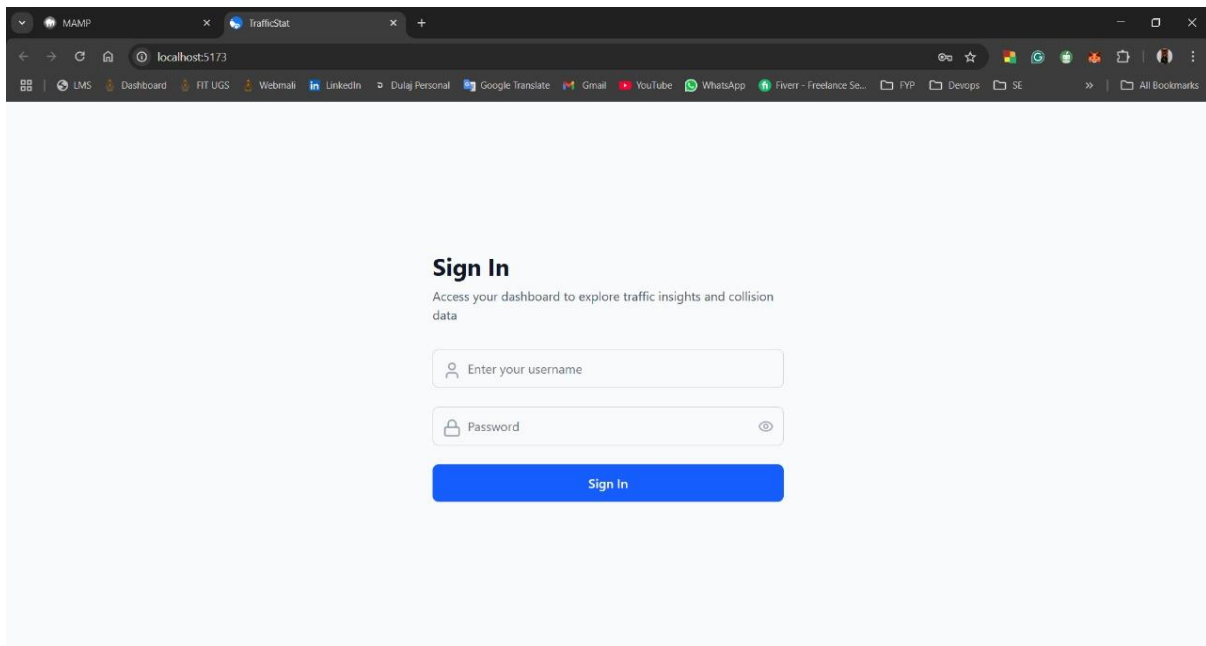 MAMP
TrafficStat
localhost:5173
LMS Dashboard FIT UGS Webmali LinkedIn Dulaj Personal Google Translate Gmail YouTube WhatsApp Fiverr - Freelance Se... FYP Devops SE » All Bookmarks
Sign In
Access your dashboard to explore traffic insights and collision
data
Enter your username
Password
Sign In